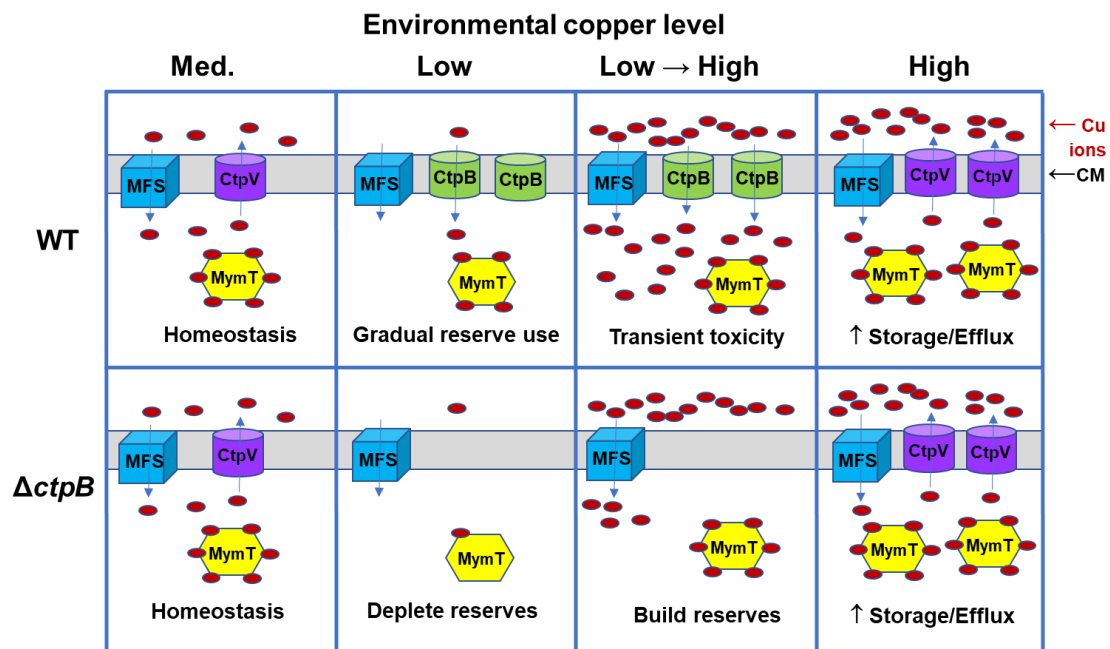 Environmental copper level
Med. Low Low → High High
← Cu
ions
← CM
WT
MFS CtpV MFS CtpB CtpB MFS CtpB CtpB MFS CtpV CtpV
MymT MymT MymT MymT MymT
Homeostasis Gradual reserve use Transient toxicity ↑ Storage/Efflux
ΔctpB
MFS CtpV MFS MFS MFS CtpV CtpV
MymT MymT MymT MymT MymT
Homeostasis Deplete reserves Build reserves ↑ Storage/Efflux